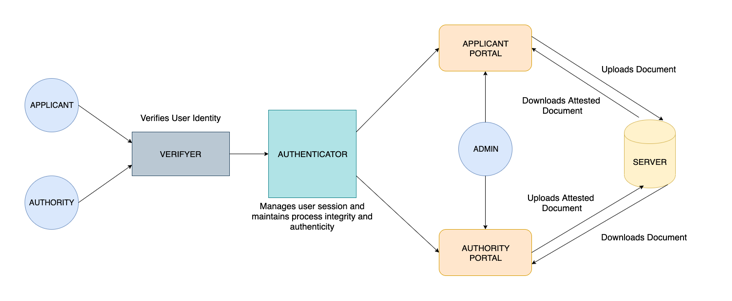 APPLICANT
PORTAL
Uploads Document
APPLICANT
Downloads Attested
Document
Verifies User Identity
VERIFYER
AUTHENTICATOR
ADMIN
SERVER
AUTHORITY
Manages user session and
maintains process integrity and
authenticity
Uploads Attested
Document
Downloads Document
AUTHORITY
PORTAL